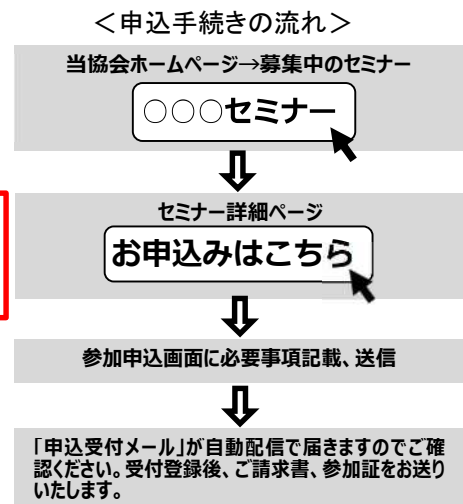 ＜申込手続きの流れ＞
当協会ホームページ→募集中のセミナー
○○○セミナー
セミナー詳細ページ
お申込みはこちら
参加申込画面に必要事項記載、送信
「申込受付メール」が自動配信で届きますのでご確
認ください。受付登録後、ご請求書、参加証をお送り
いたします。